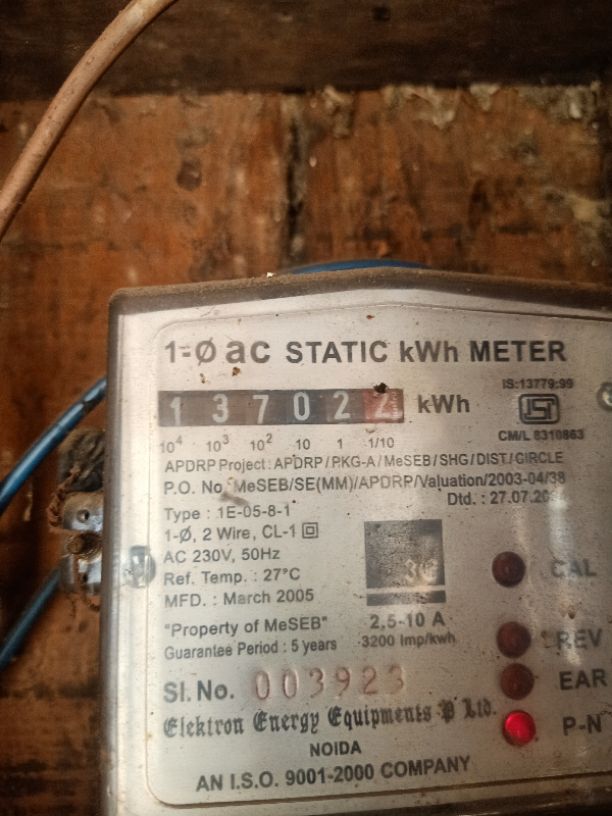 1-Ø ac STATIC kWh METER
IS:13779:99
1 3 7 0 2 2 kWh
ISI
CM/L 8310863
10⁴ 10³ 10² 10 1 1/10
APDRP Project : APDRP / PKG-A / MeSEB / SHG / DIST / CIRCLE
P.O. No MeSEB/SE(MM)/APDRP/Valuation/2003-04/38
Dtd. : 27.07.
Type : 1E-05-8-1
1-Ø, 2 Wire, CL-1
AC 230V, 50Hz
Ref. Temp. : 27°C
CAL
MFD. : March 2005
"Property of MeSEB" 2,5-10 A
Guarantee Period : 5 years 3200 Imp/kwh
REV
EAR
Sl. No. 003923
P-N
Elektron Energy Equipments P Ltd.
NOIDA
AN I.S.O. 9001-2000 COMPANY